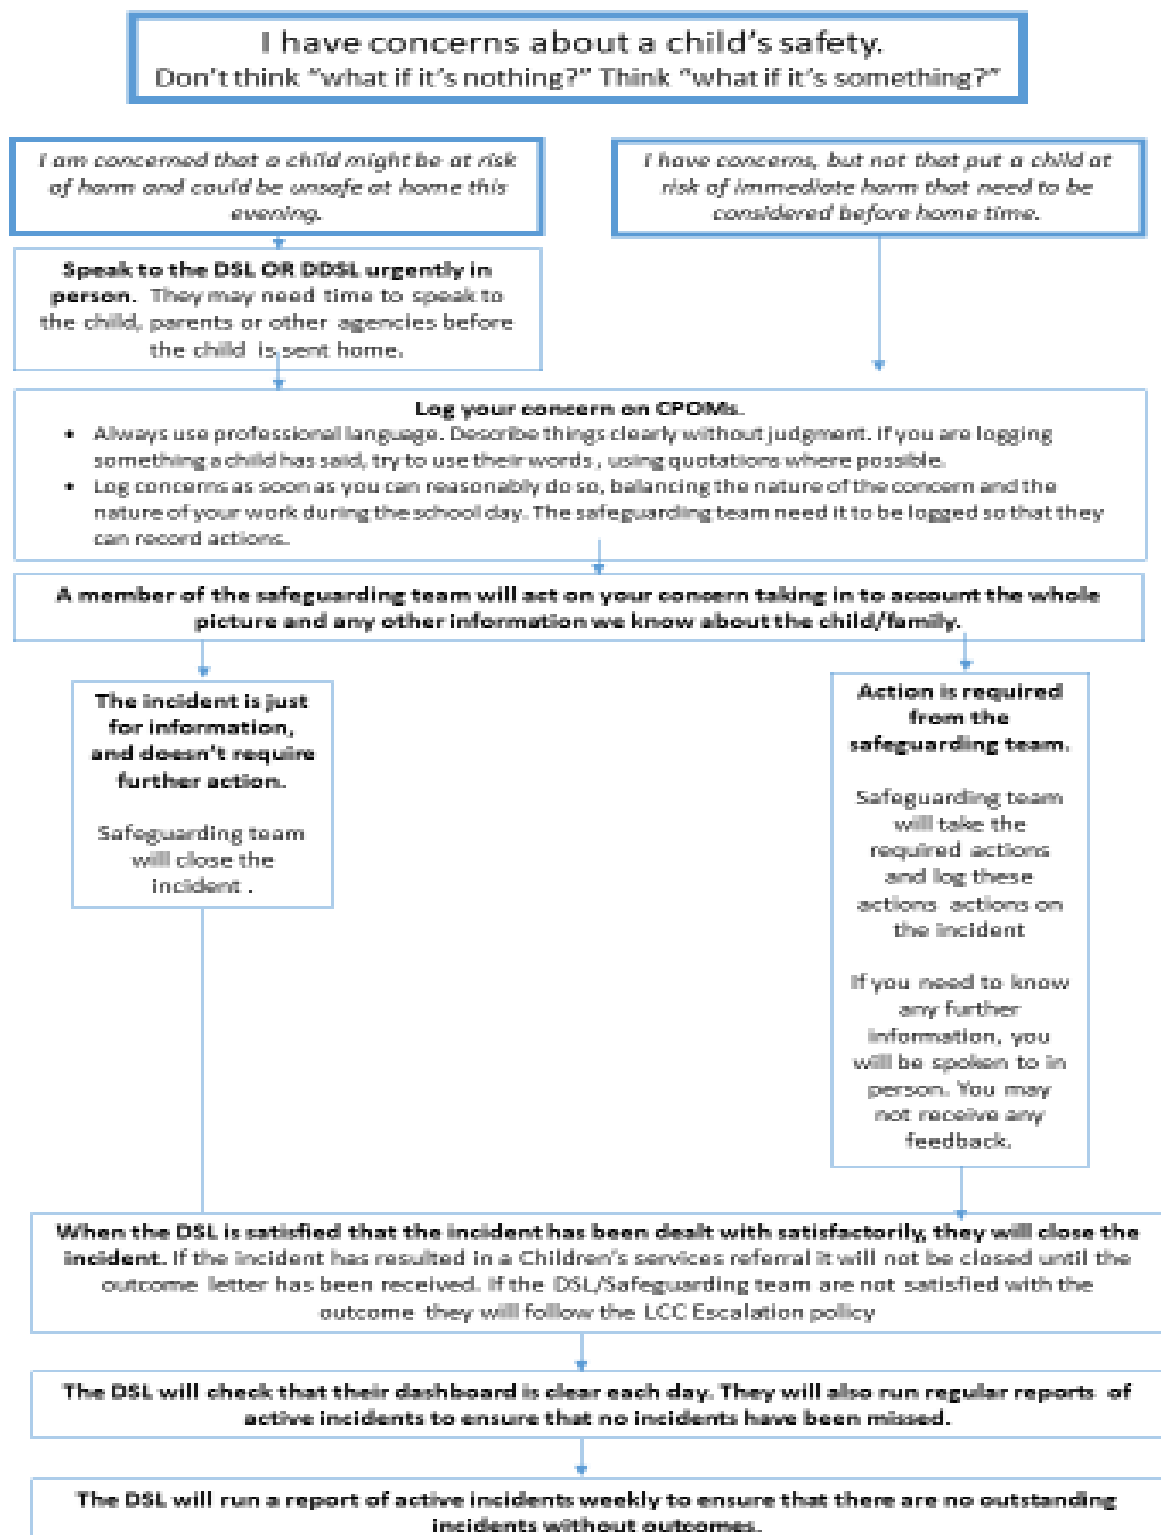 I have concerns about a child's safety.
Don't think "what if it's nothing?" Think "what if it's something?"
I am concerned that a child might be at risk
of harm and could be unsafe at home this
evening.
I have concerns, but not that put a child at
risk of immediate harm that need to be
considered before home time.
Speak to the DSL OR DDSL urgently in
person. They may need time to speak to
the child, parents or other agencies before
the child is sent home.
Log your concern on CPOMs.
• Always use professional language. Describe things clearly without judgment. If you are logging
something a child has said, try to use their words , using quotations where possible.
• Log concerns as soon as you can reasonably do so, balancing the nature of the concern and the
nature of your work during the school day. The safeguarding team need it to be logged so that they
can record actions.
A member of the safeguarding team will act on your concern taking in to account the whole
picture and any other information we know about the child/family.
The incident is just
for information,
and doesn't require
further action.
Safeguarding team
will close the
incident .
Action is required
from the
safeguarding team.
Safeguarding team
will take the
required actions
and log these
actions actions on
the incident
If you need to know
any further
information, you
will be spoken to in
person. You may
not receive any
feedback.
When the DSL is satisfied that the incident has been dealt with satisfactorily, they will close the
incident. If the incident has resulted in a Children's services referral it will not be closed until the
outcome letter has been received. If the DSL/Safeguarding team are not satisfied with the
outcome they will follow the LCC Escalation policy
The DSL will check that their dashboard is clear each day. They will also run regular reports of
active incidents to ensure that no incidents have been missed.
The DSL will run a report of active incidents weekly to ensure that there are no outstanding
incidents without outcomes.